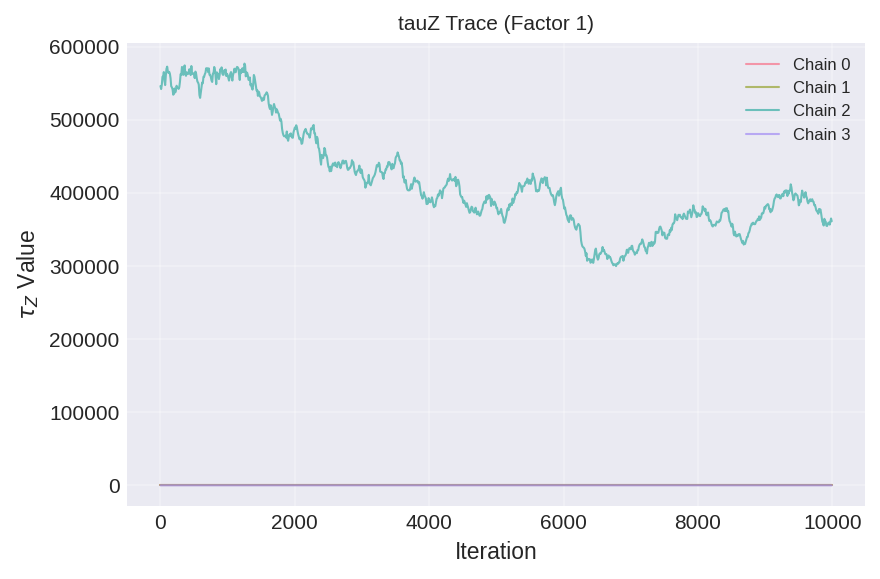 tauZ Trace (Factor 1)
600000
500000
400000
300000
200000
100000
0
τZ Value
Chain 0
Chain 1
Chain 2
Chain 3
0 2000 4000 6000 8000 10000
Iteration